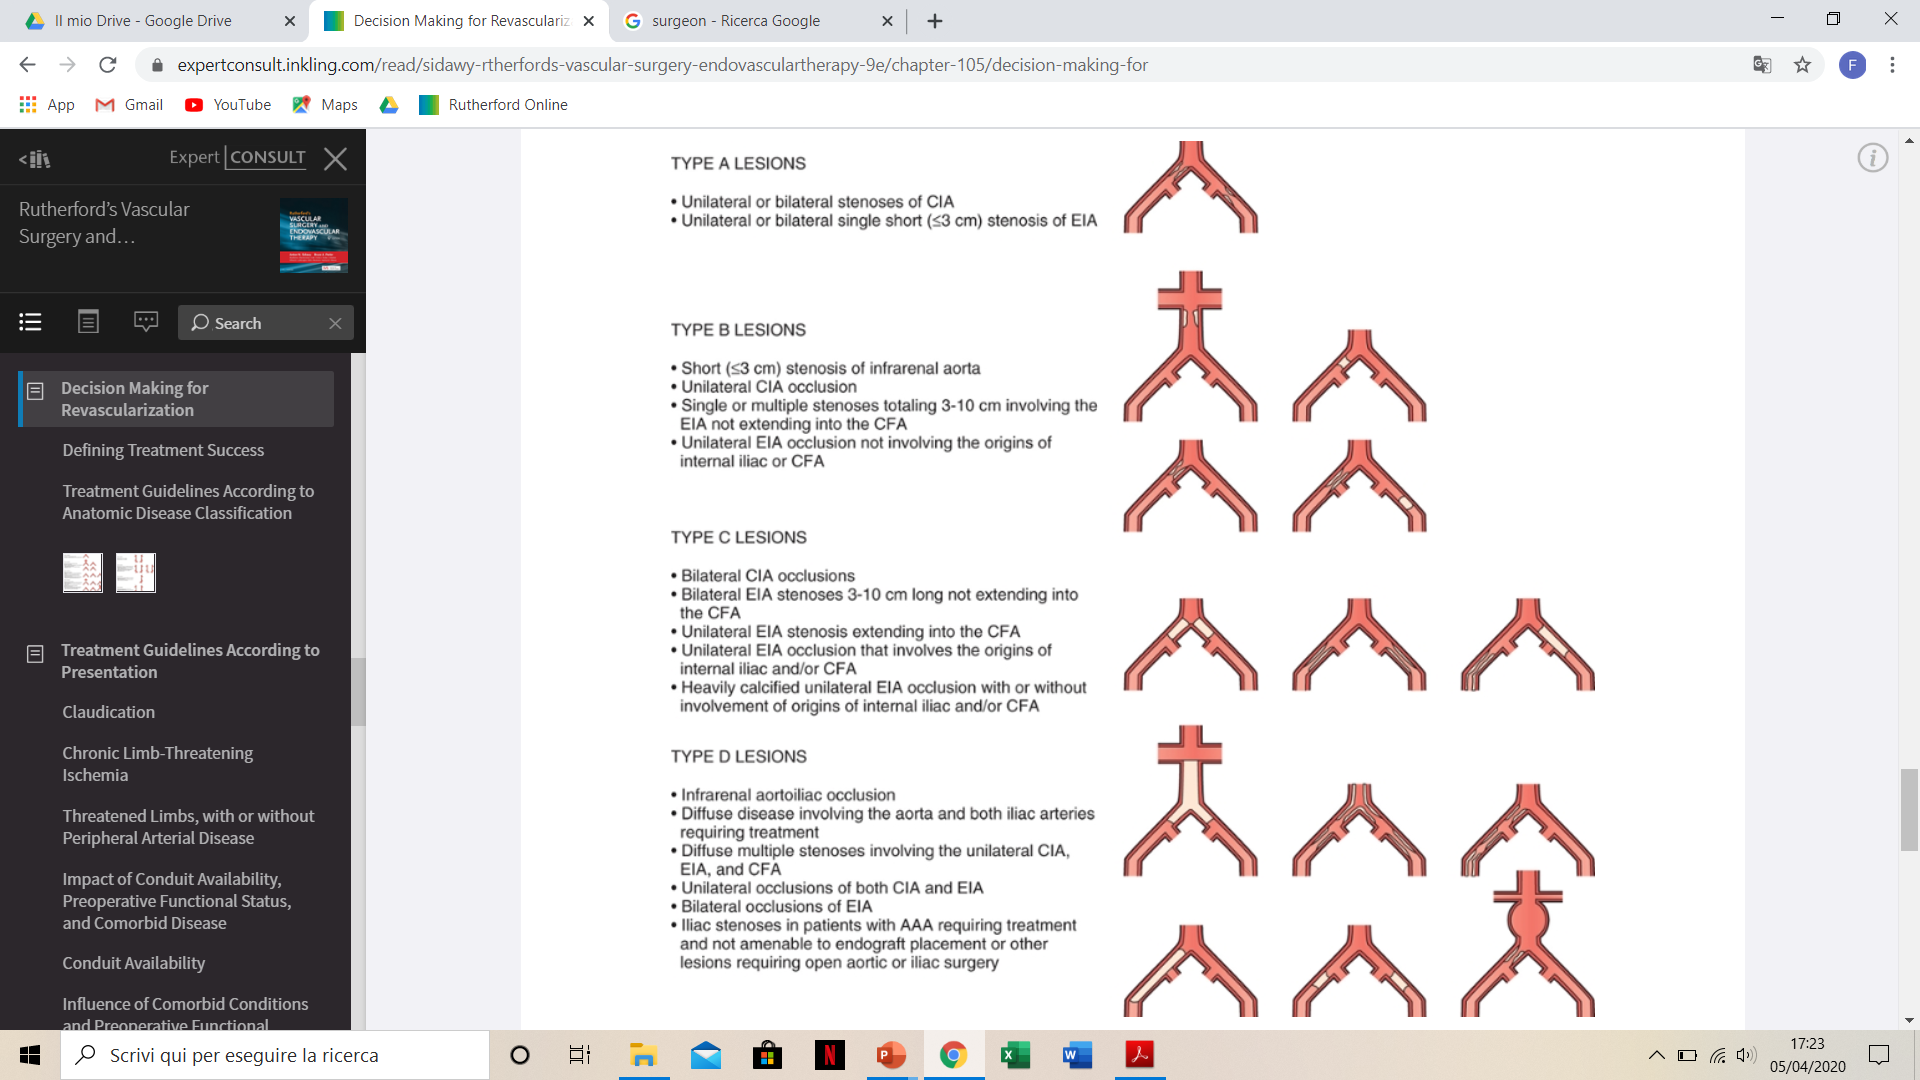 Il mio Drive - Google Drive
Decision Making for Revasculariz
surgeon - Ricerca Google
expertconsult.inkling.com/read/sidawy-rtherfords-vascular-surgery-endovasculartherapy-9e/chapter-105/decision-making-for
F
App
Gmail
YouTube
Maps
Rutherford Online
Expert CONSULT
Rutherford's Vascular
Surgery and...
Rutherford's
VASCULAR
SURGERY AND
ENDOVASCULAR
THERAPY
Search
Decision Making for
Revascularization
Defining Treatment Success
Treatment Guidelines According to
Anatomic Disease Classification
Treatment Guidelines According to
Presentation
Claudication
Chronic Limb-Threatening
Ischemia
Threatened Limbs, with or without
Peripheral Arterial Disease
Impact of Conduit Availability,
Preoperative Functional Status,
and Comorbid Disease
Conduit Availability
Influence of Comorbid Conditions
and Preoperative Functional
TYPE A LESIONS
• Unilateral or bilateral stenoses of CIA
• Unilateral or bilateral single short (≤3 cm) stenosis of EIA
TYPE B LESIONS
• Short (≤3 cm) stenosis of infrarenal aorta
• Unilateral CIA occlusion
• Single or multiple stenoses totaling 3-10 cm involving the
EIA not extending into the CFA
• Unilateral EIA occlusion not involving the origins of
internal iliac or CFA
TYPE C LESIONS
• Bilateral CIA occlusions
• Bilateral EIA stenoses 3-10 cm long not extending into
the CFA
• Unilateral EIA stenosis extending into the CFA
• Unilateral EIA occlusion that involves the origins of
internal iliac and/or CFA
• Heavily calcified unilateral EIA occlusion with or without
involvement of origins of internal iliac and/or CFA
TYPE D LESIONS
• Infrarenal aortoiliac occlusion
• Diffuse disease involving the aorta and both iliac arteries
requiring treatment
• Diffuse multiple stenoses involving the unilateral CIA,
EIA, and CFA
• Unilateral occlusions of both CIA and EIA
• Bilateral occlusions of EIA
• Iliac stenoses in patients with AAA requiring treatment
and not amenable to endograft placement or other
lesions requiring open aortic or iliac surgery
Scrivi qui per eseguire la ricerca
17:23
05/04/2020